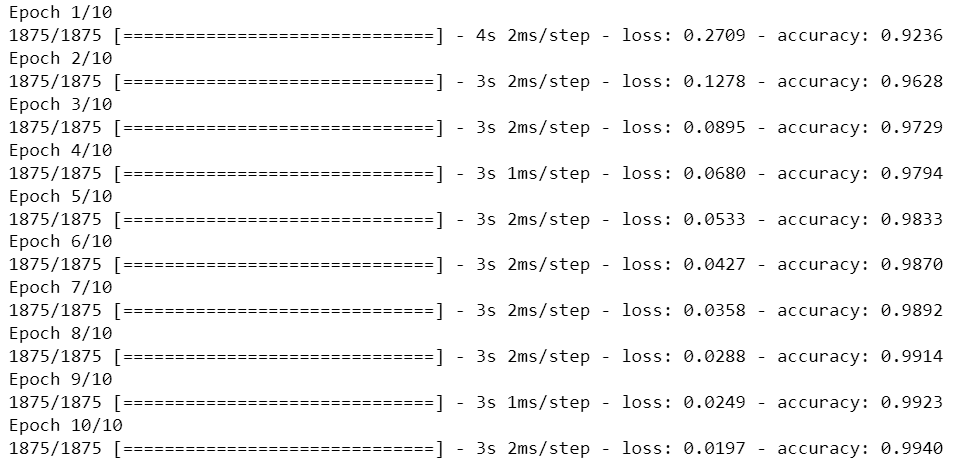 Epoch 1/10
1875/1875 [==============================] - 4s 2ms/step - loss: 0.2709 - accuracy: 0.9236
Epoch 2/10
1875/1875 [==============================] - 3s 2ms/step - loss: 0.1278 - accuracy: 0.9628
Epoch 3/10
1875/1875 [==============================] - 3s 2ms/step - loss: 0.0895 - accuracy: 0.9729
Epoch 4/10
1875/1875 [==============================] - 3s 1ms/step - loss: 0.0680 - accuracy: 0.9794
Epoch 5/10
1875/1875 [==============================] - 3s 2ms/step - loss: 0.0533 - accuracy: 0.9833
Epoch 6/10
1875/1875 [==============================] - 3s 2ms/step - loss: 0.0427 - accuracy: 0.9870
Epoch 7/10
1875/1875 [==============================] - 3s 2ms/step - loss: 0.0358 - accuracy: 0.9892
Epoch 8/10
1875/1875 [==============================] - 3s 2ms/step - loss: 0.0288 - accuracy: 0.9914
Epoch 9/10
1875/1875 [==============================] - 3s 1ms/step - loss: 0.0249 - accuracy: 0.9923
Epoch 10/10
1875/1875 [==============================] - 3s 2ms/step - loss: 0.0197 - accuracy: 0.9940